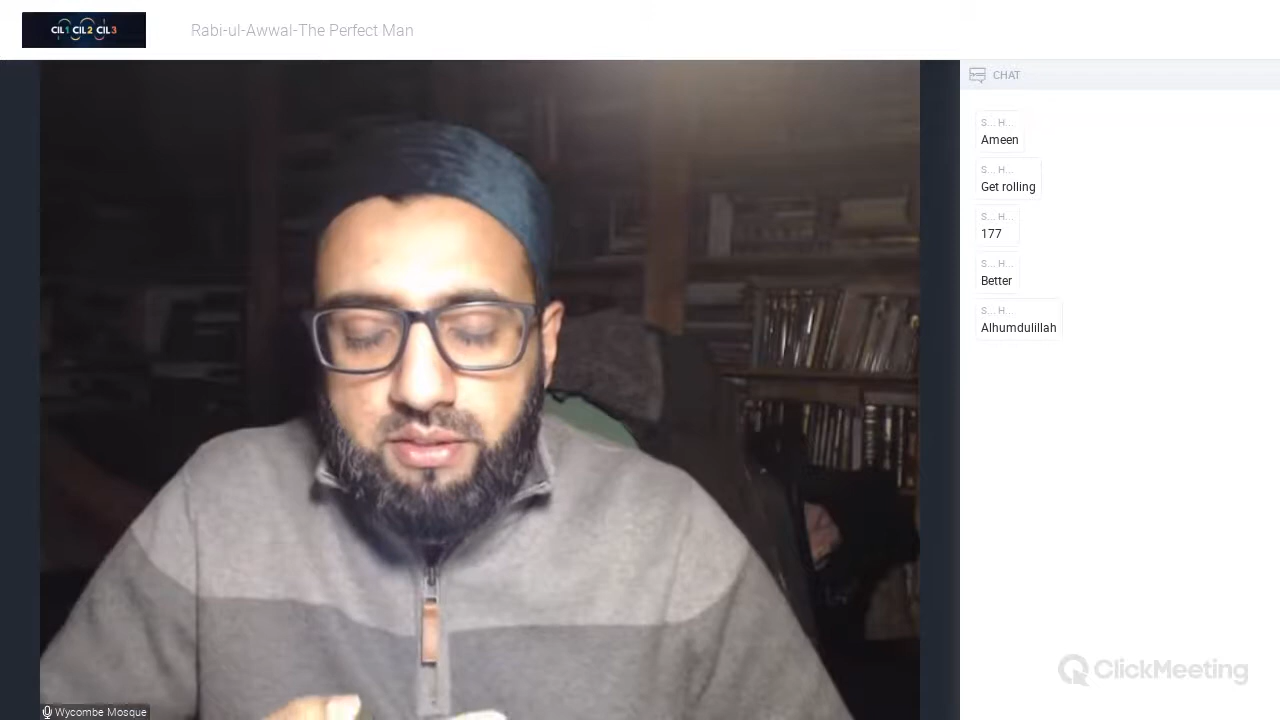 CIL1 CIL2 CIL3
Rabi-ul-Awwal-The Perfect Man
CHAT
S... H...
Ameen
S... H...
Get rolling
S... H...
177
S... H...
Better
S... H...
Alhumdulillah
ClickMeeting
Wycombe Mosque